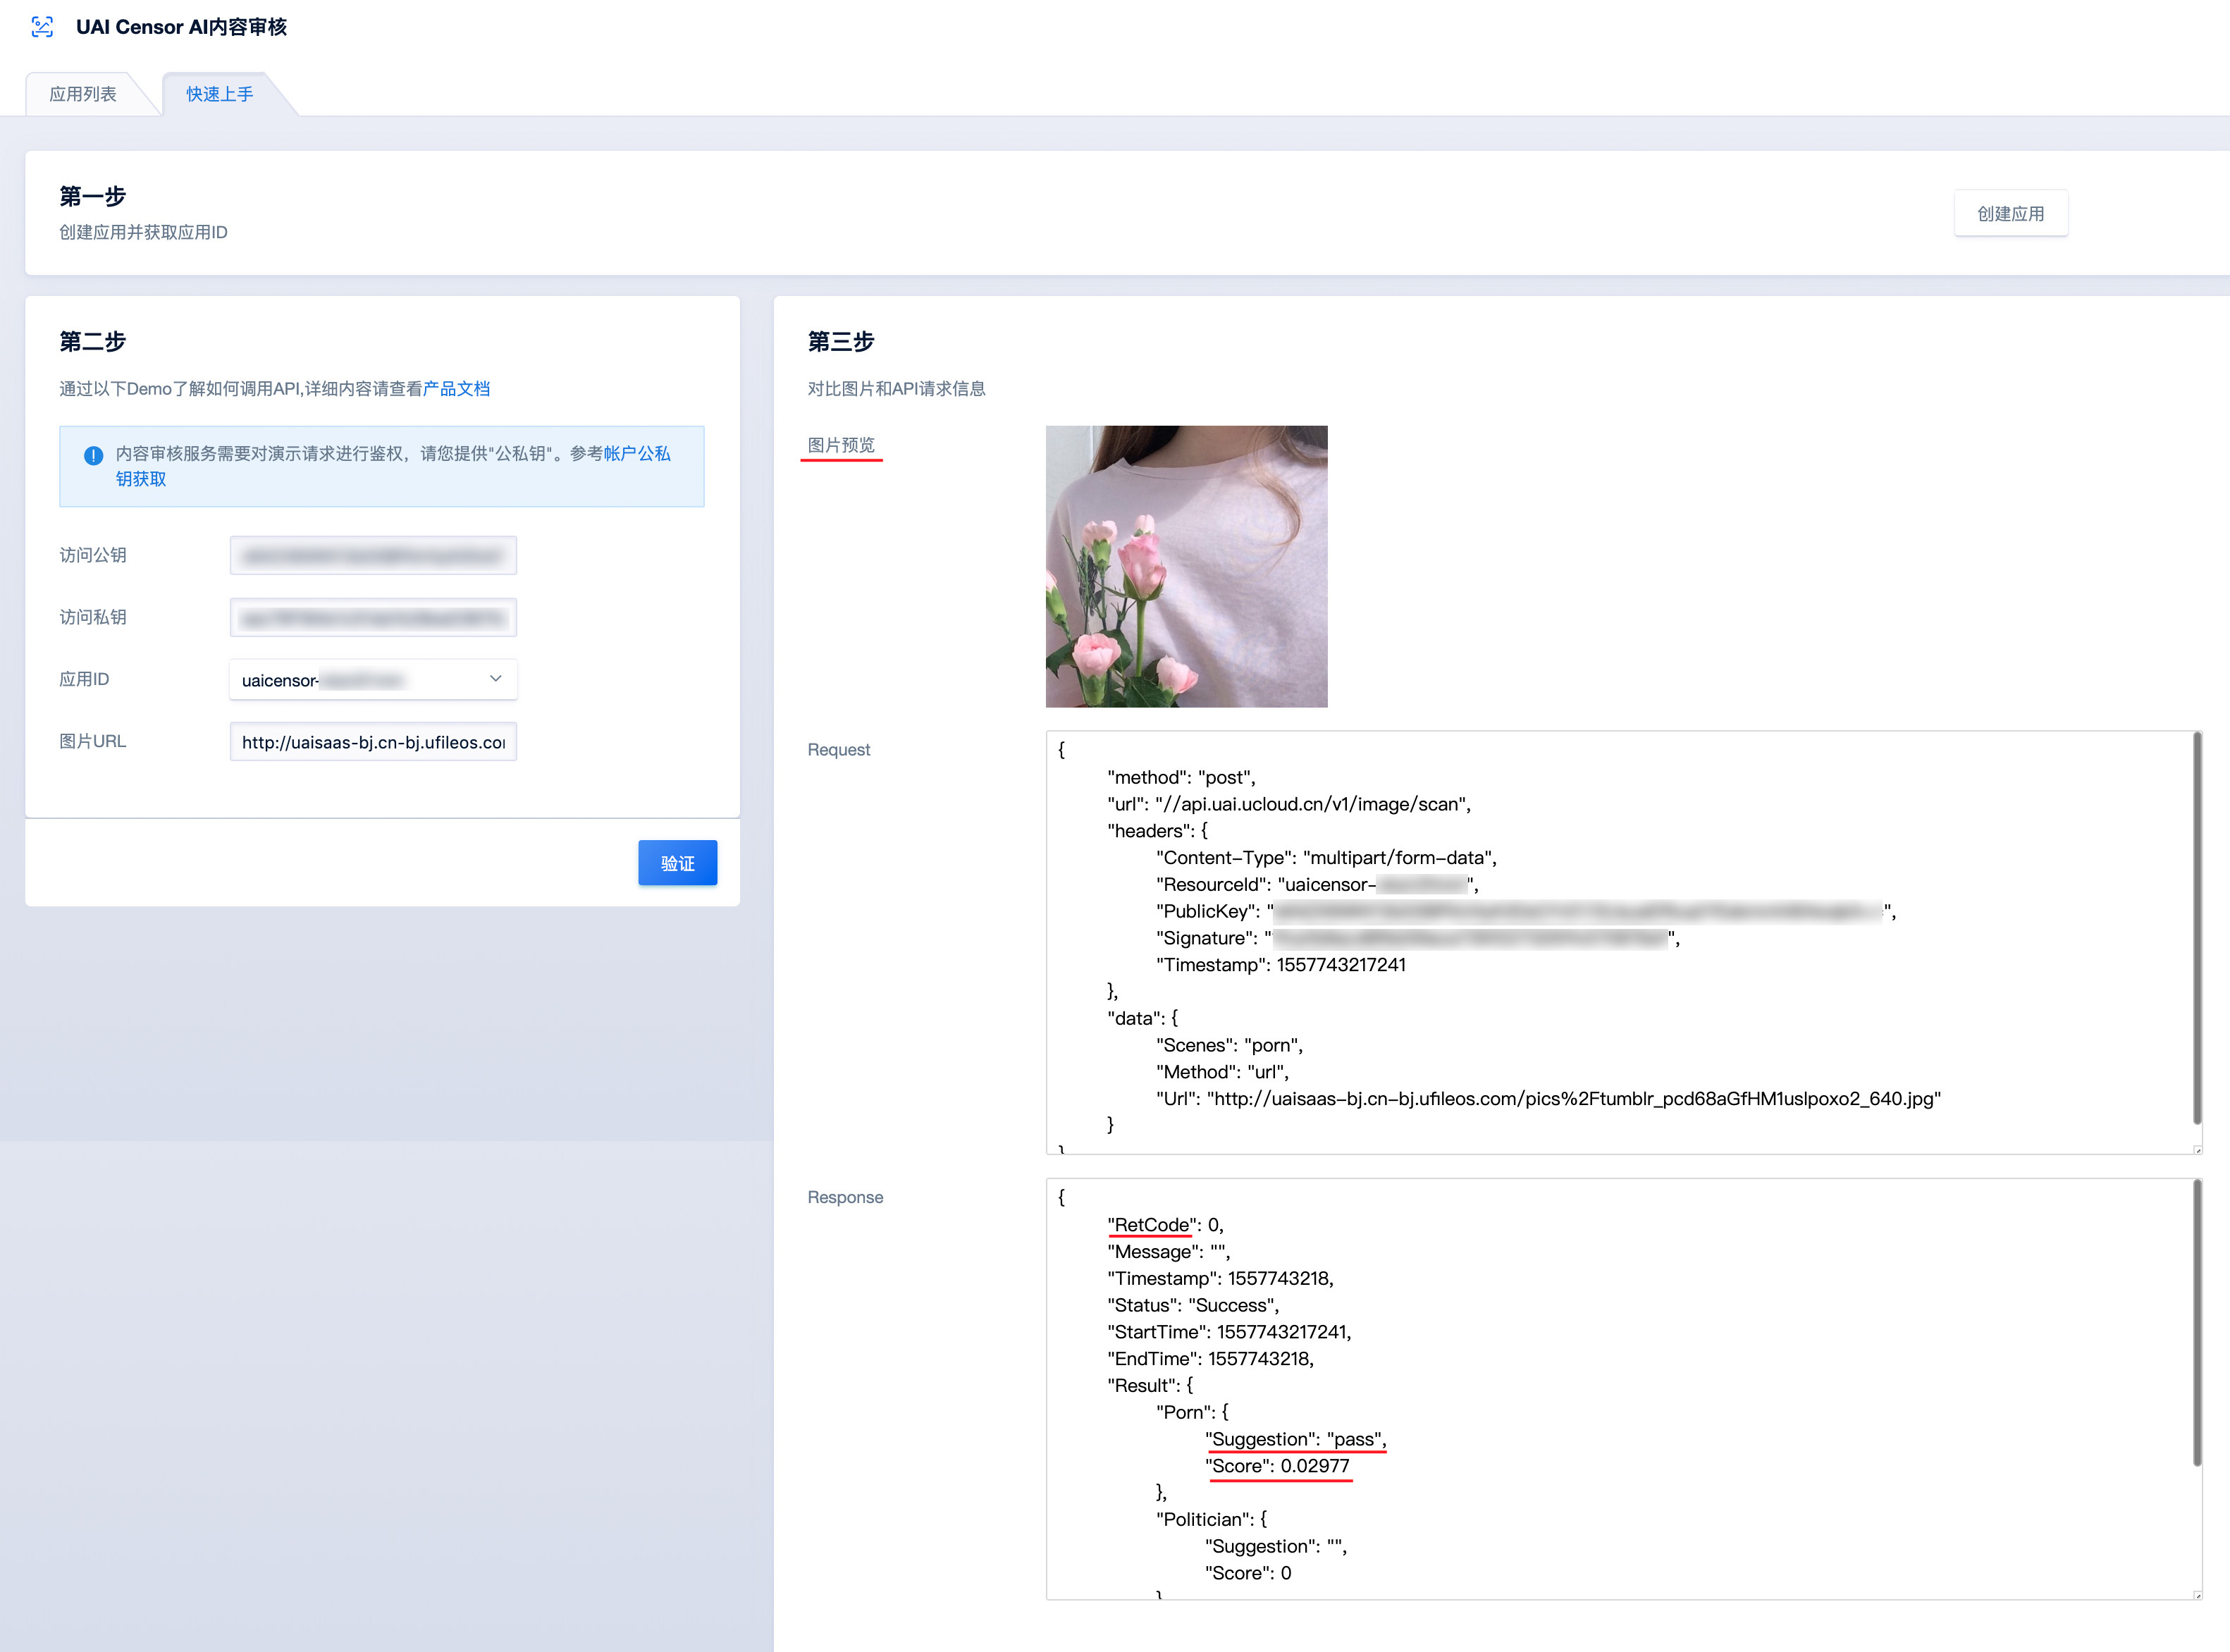 UAI Censor AI内容审核
应用列表
快速上手
第一步
创建应用并获取应用ID
创建应用
第二步
通过以下Demo了解如何调用API,详细内容请查看产品文档
内容审核服务需要对演示请求进行鉴权，请您提供"公私钥"。参考帐户公私
钥获取
访问公钥
访问私钥
应用ID
uaicensor-
图片URL
http://uaisaas-bj.cn-bj.ufileos.co
验证
第三步
对比图片和API请求信息
图片预览
Request
{
"method": "post",
"url": "//api.uai.ucloud.cn/v1/image/scan",
"headers": {
"Content-Type": "multipart/form-data",
"ResourceId": "uaicensor-",
"PublicKey": "",
"Signature": "",
"Timestamp": 1557743217241
},
"data": {
"Scenes": "porn",
"Method": "url",
"Url": "http://uaisaas-bj.cn-bj.ufileos.com/pics%2Ftumblr_pcd68aGfHM1uslpoxo2_640.jpg"
}
}
Response
{
"RetCode": 0,
"Message": "",
"Timestamp": 1557743218,
"Status": "Success",
"StartTime": 1557743217241,
"EndTime": 1557743218,
"Result": {
"Porn": {
"Suggestion": "pass",
"Score": 0.02977
},
"Politician": {
"Suggestion": "",
"Score": 0
}